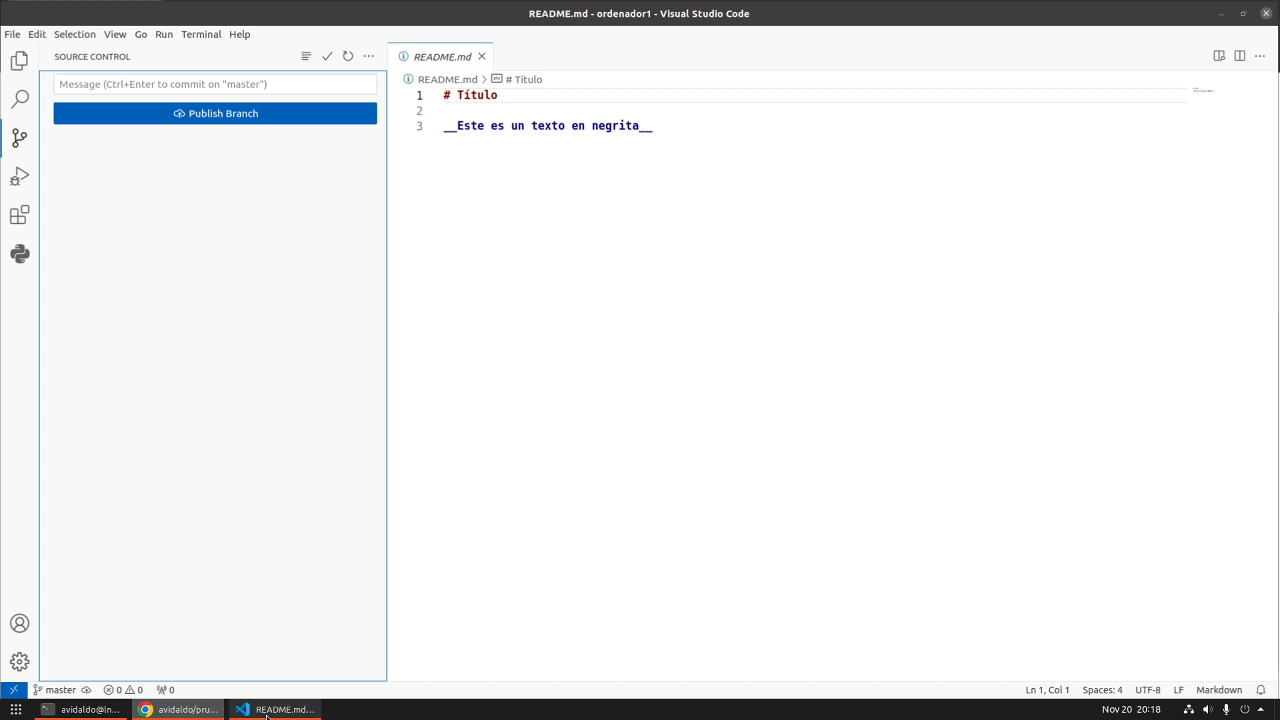 README.md - ordenador1 - Visual Studio Code
File Edit Selection View Go Run Terminal Help
SOURCE CONTROL
README.md
Message (Ctrl+Enter to commit on "master")
README.md > # Título
Publish Branch
1 # Título
2
3 __Este es un texto en negrita__
master 0 0 0
Ln 1, Col 1 Spaces: 4 UTF-8 LF Markdown
avidaldo@ln... avidaldo/pru... README.md... Nov 20 20:18